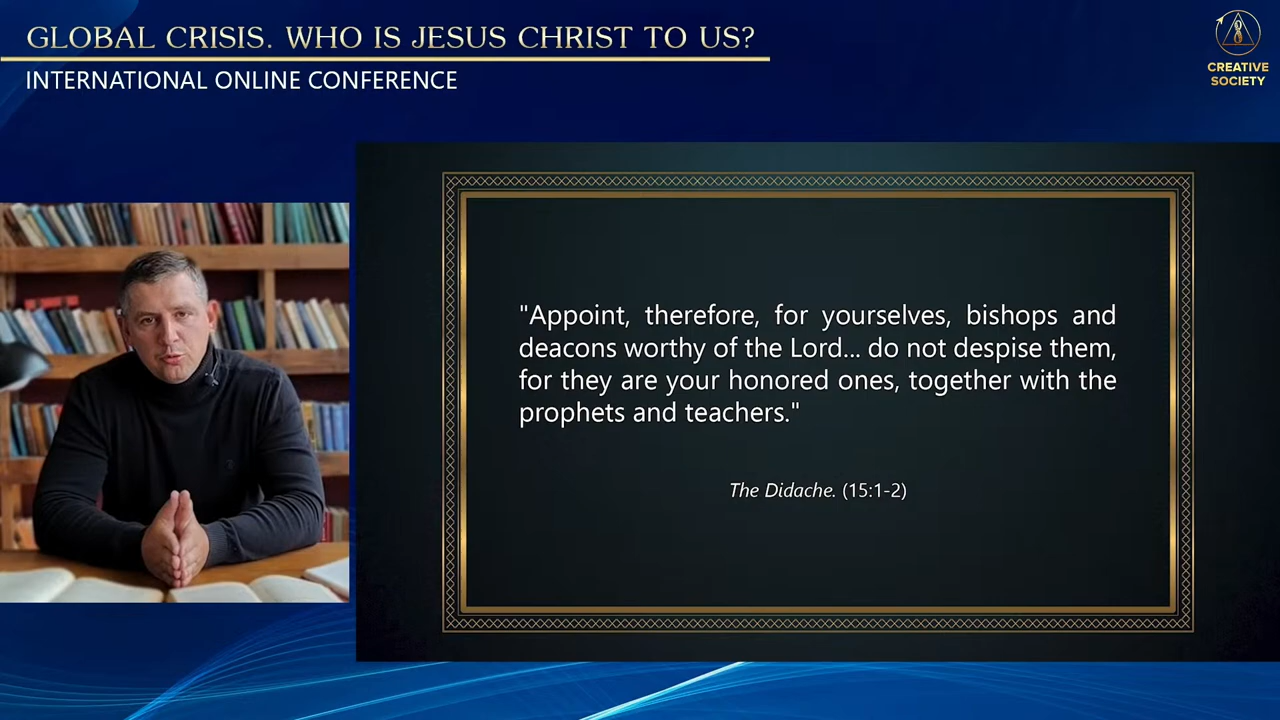 GLOBAL CRISIS. WHO IS JESUS CHRIST TO US?
INTERNATIONAL ONLINE CONFERENCE
CREATIVE
SOCIETY
"Appoint, therefore, for yourselves, bishops and
deacons worthy of the Lord... do not despise them,
for they are your honored ones, together with the
prophets and teachers."
The Didache. (15:1-2)